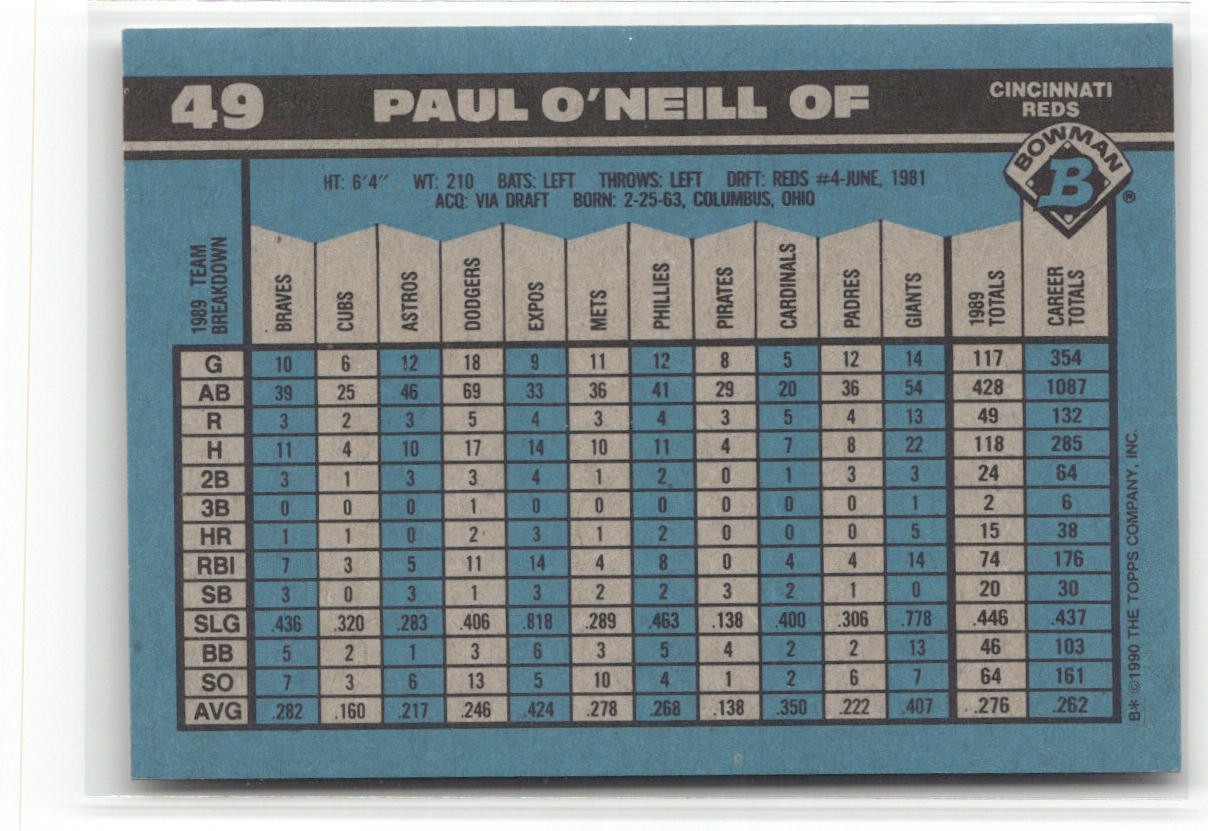 49 PAUL O'NEILL OF CINCINNATI REDS
BOWMAN B ®
HT: 6'4" WT: 210 BATS: LEFT THROWS: LEFT DRFT: REDS #4-JUNE, 1981
ACQ: VIA DRAFT BORN: 2-25-63, COLUMBUS, OHIO
1989 TEAM BREAKDOWN BRAVES CUBS ASTROS DODGERS EXPOS METS PHILLIES PIRATES CARDINALS PADRES GIANTS 1989 TOTALS CAREER TOTALS
G 10 6 12 18 9 11 12 8 5 12 14 117 354
AB 39 25 46 69 33 36 41 29 20 36 54 428 1087
R 3 2 3 5 4 3 4 3 5 4 13 49 132
H 11 4 10 17 14 10 11 4 7 8 22 118 285
2B 3 1 3 3 4 1 2 0 1 3 3 24 64
3B 0 0 0 1 0 0 0 0 0 0 1 2 6
HR 1 1 0 2 3 1 2 0 0 0 5 15 38
RBI 7 3 5 11 14 4 8 0 4 4 14 74 176
SB 3 0 3 1 3 2 2 3 2 1 0 20 30
SLG .436 .320 .283 .406 .818 .289 .463 .138 .400 .306 .778 .446 .437
BB 5 2 1 3 6 3 5 4 2 2 13 46 103
SO 7 3 6 13 5 10 4 1 2 6 7 64 161
AVG .282 .160 .217 .246 .424 .278 .268 .138 .350 .222 .407 .276 .262
B* ©1990 THE TOPPS COMPANY, INC.